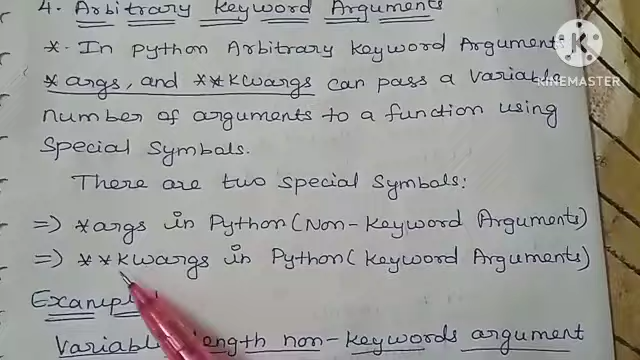 4. Arbitrary Keyword Arguments
* In python Arbitrary Keyword Argument
*args, and **kwargs can pass a Variable
number of arguments to a function using
Special Symbols.
There are two special Symbols:
=> *args in Python (Non-Keyword Arguments)
=> **kwargs in Python (Keyword Arguments)
Example
Variable length non-keywords argument
KINEMASTER